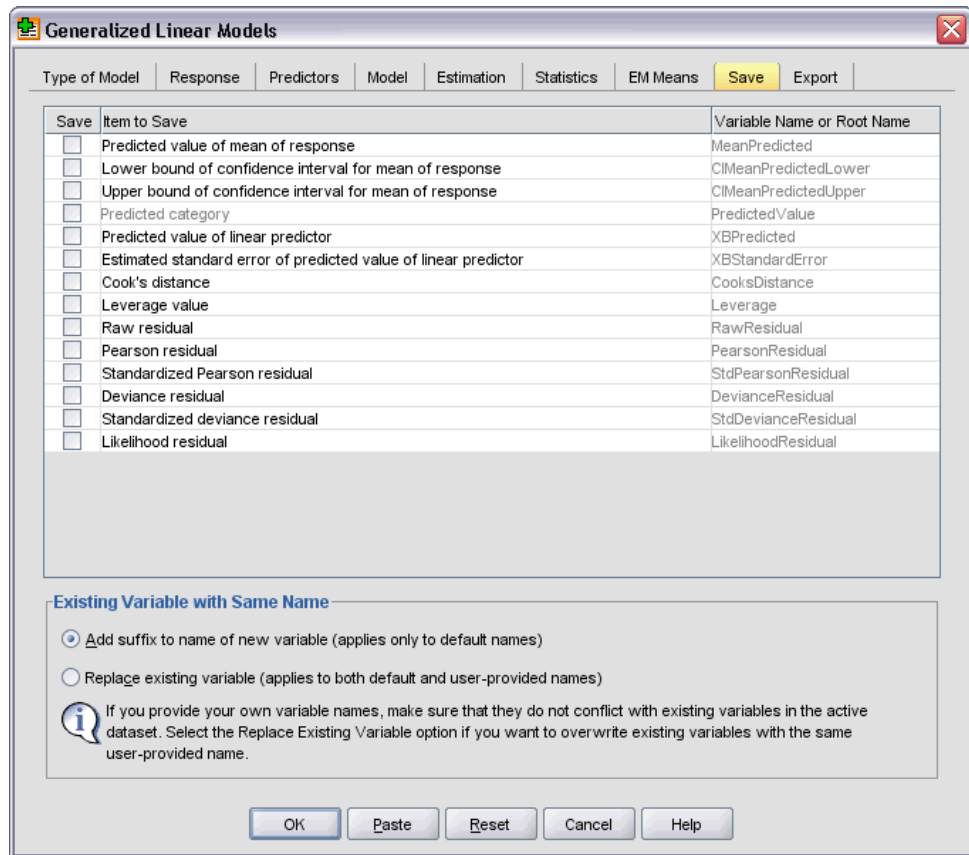 Generalized Linear Models
Type of Model Response Predictors Model Estimation Statistics EM Means Save Export
Save Item to Save Variable Name or Root Name
Predicted value of mean of response MeanPredicted
Lower bound of confidence interval for mean of response CIMeanPredictedLower
Upper bound of confidence interval for mean of response CIMeanPredictedUpper
Predicted category PredictedValue
Predicted value of linear predictor XBPredicted
Estimated standard error of predicted value of linear predictor XBStandardError
Cook's distance CooksDistance
Leverage value Leverage
Raw residual RawResidual
Pearson residual PearsonResidual
Standardized Pearson residual StdPearsonResidual
Deviance residual DevianceResidual
Standardized deviance residual StdDevianceResidual
Likelihood residual LikelihoodResidual
Existing Variable with Same Name
Add suffix to name of new variable (applies only to default names)
Replace existing variable (applies to both default and user-provided names)
If you provide your own variable names, make sure that they do not conflict with existing variables in the active
dataset. Select the Replace Existing Variable option if you want to overwrite existing variables with the same
user-provided name.
OK Paste Reset Cancel Help